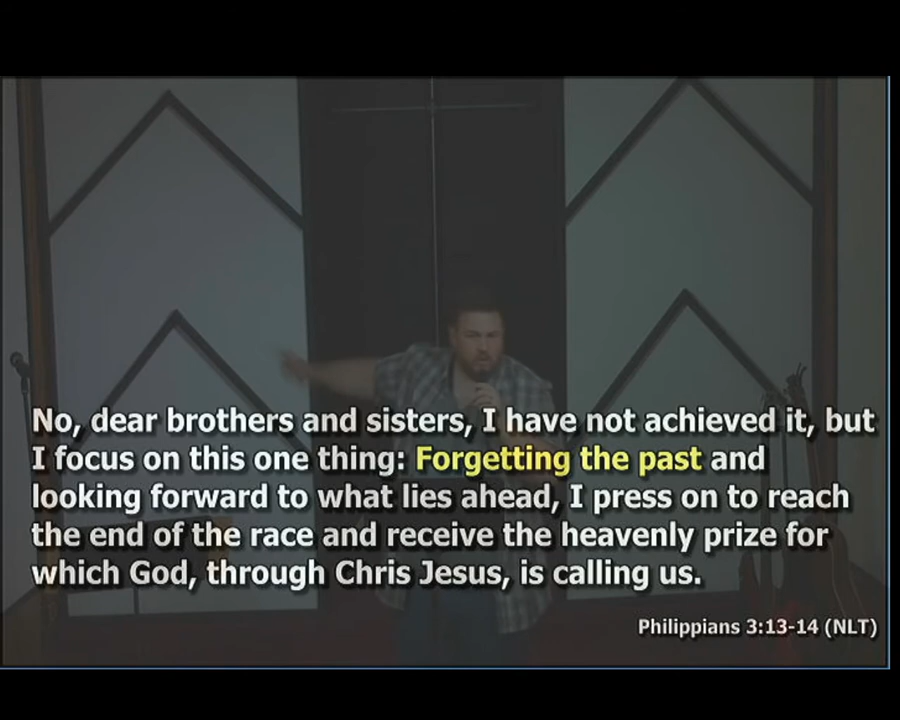 No, dear brothers and sisters, I have not achieved it, but
I focus on this one thing: Forgetting the past and
looking forward to what lies ahead, I press on to reach
the end of the race and receive the heavenly prize for
which God, through Chris Jesus, is calling us.
Philippians 3:13-14 (NLT)